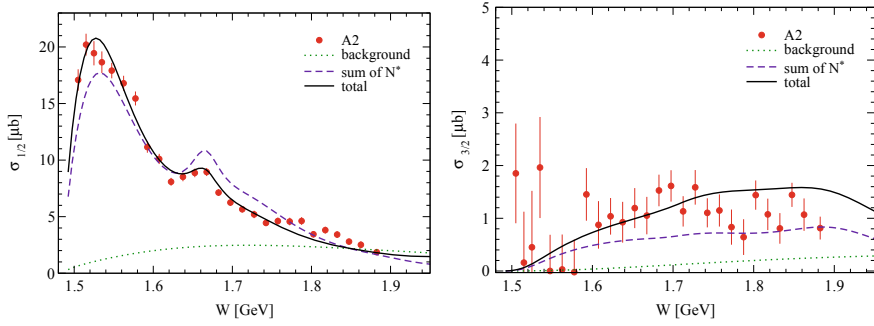 20
15
10
5
0
σ1/2 [μb]
A2
background
sum of N*
total
1.5
1.6
1.7
1.8
1.9
W [GeV]
5
4
3
2
1
0
σ3/2 [μb]
A2
background
sum of N*
total
1.5
1.6
1.7
1.8
1.9
W [GeV]